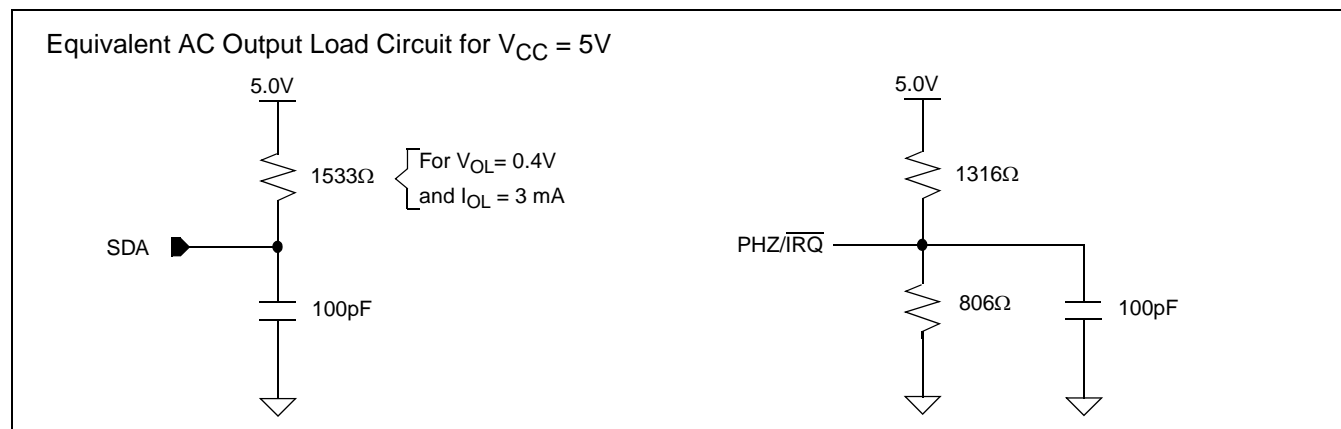 Equivalent AC Output Load Circuit for VCC = 5V
5.0V
1533Ω
For VOL= 0.4V
and IOL = 3 mA
SDA
100pF
5.0V
1316Ω
PHZ/I̅R̅Q̅
806Ω
100pF